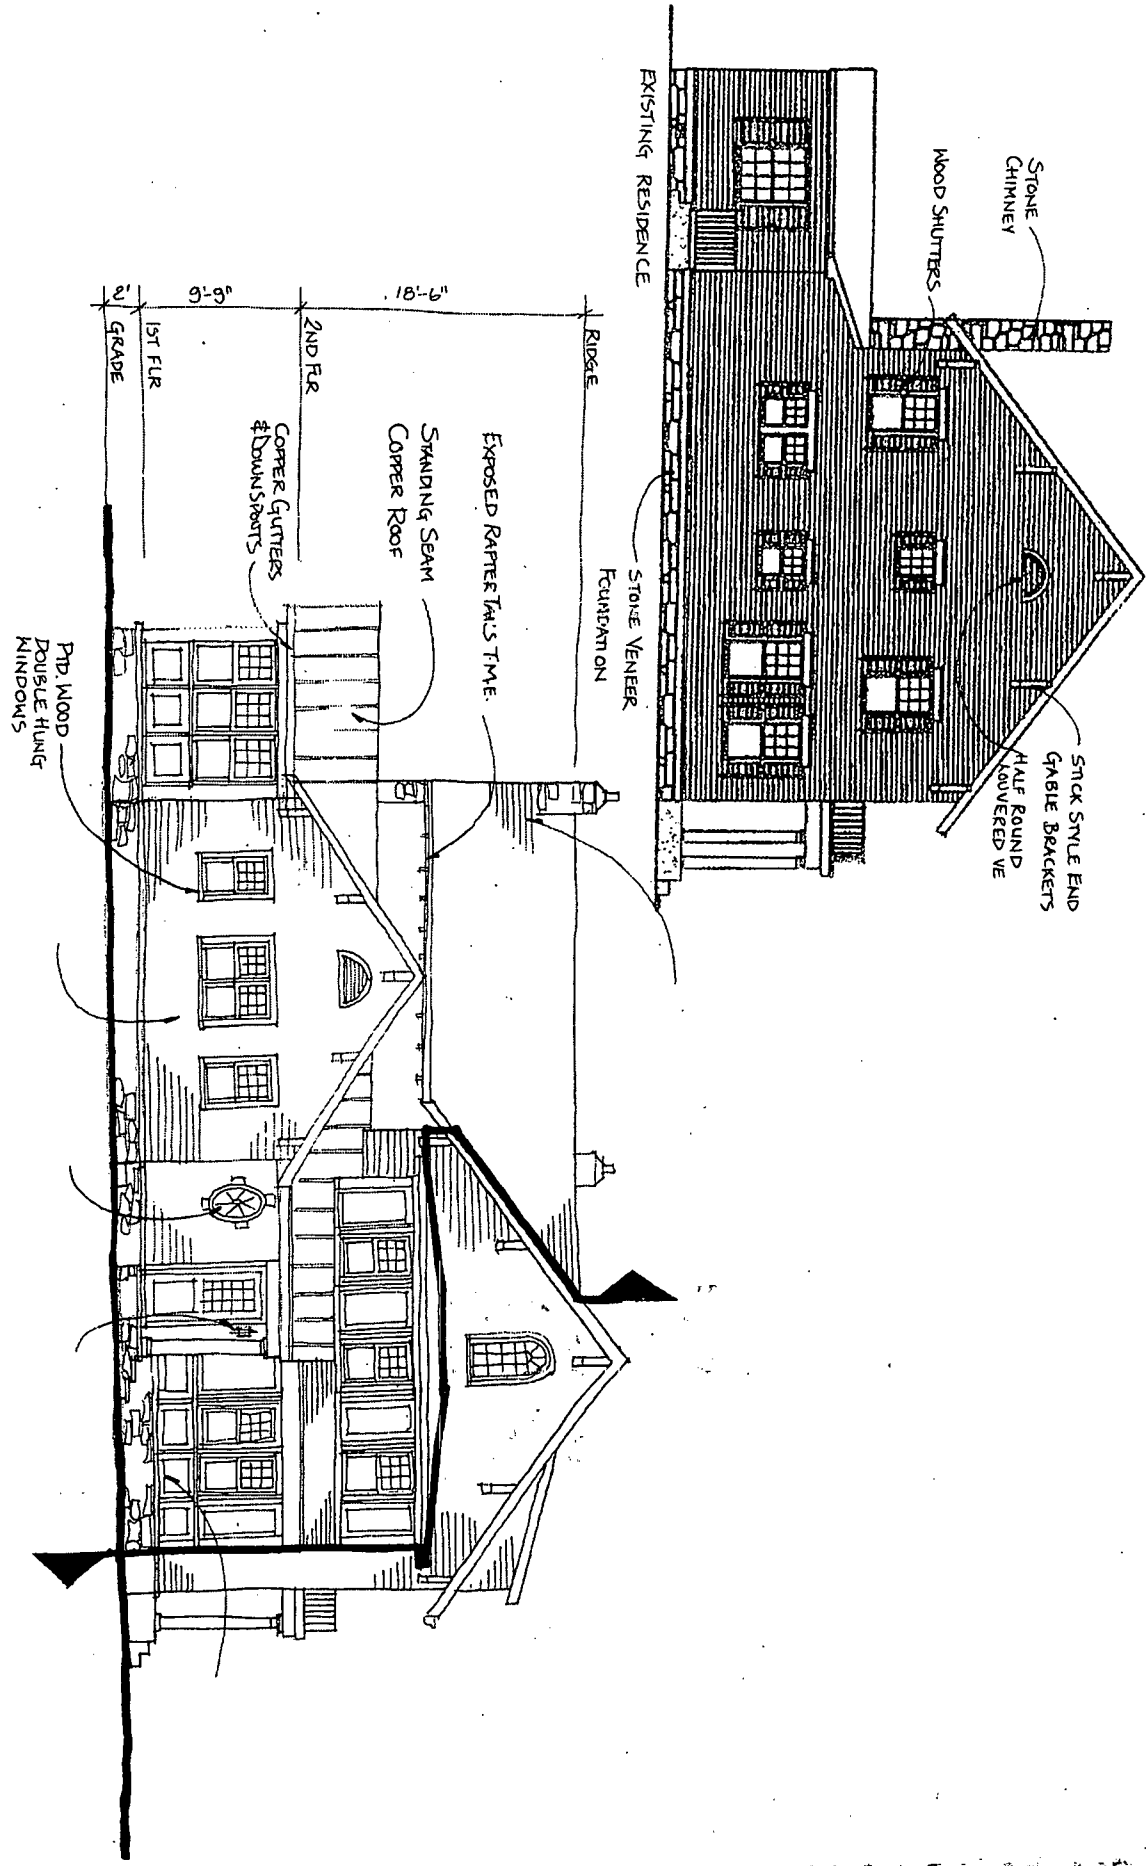 STONE
CHIMNEY
WOOD SHUTTERS
EXISTING RESIDENCE
STICK STYLE END
GABLE BRACKETS
HALF ROUND
LOUVERED VE
STONE VENEER
FOUNDATION
RIDGE
18'-6"
2ND FLR
9'-9"
1ST FLR
2'
GRADE
EXPOSED RAFTER TAILS T.M.E.
STANDING SEAM
COPPER ROOF
COPPER GUTTERS
& DOWNSPOUTS
PTD. WOOD
DOUBLE HUNG
WINDOWS